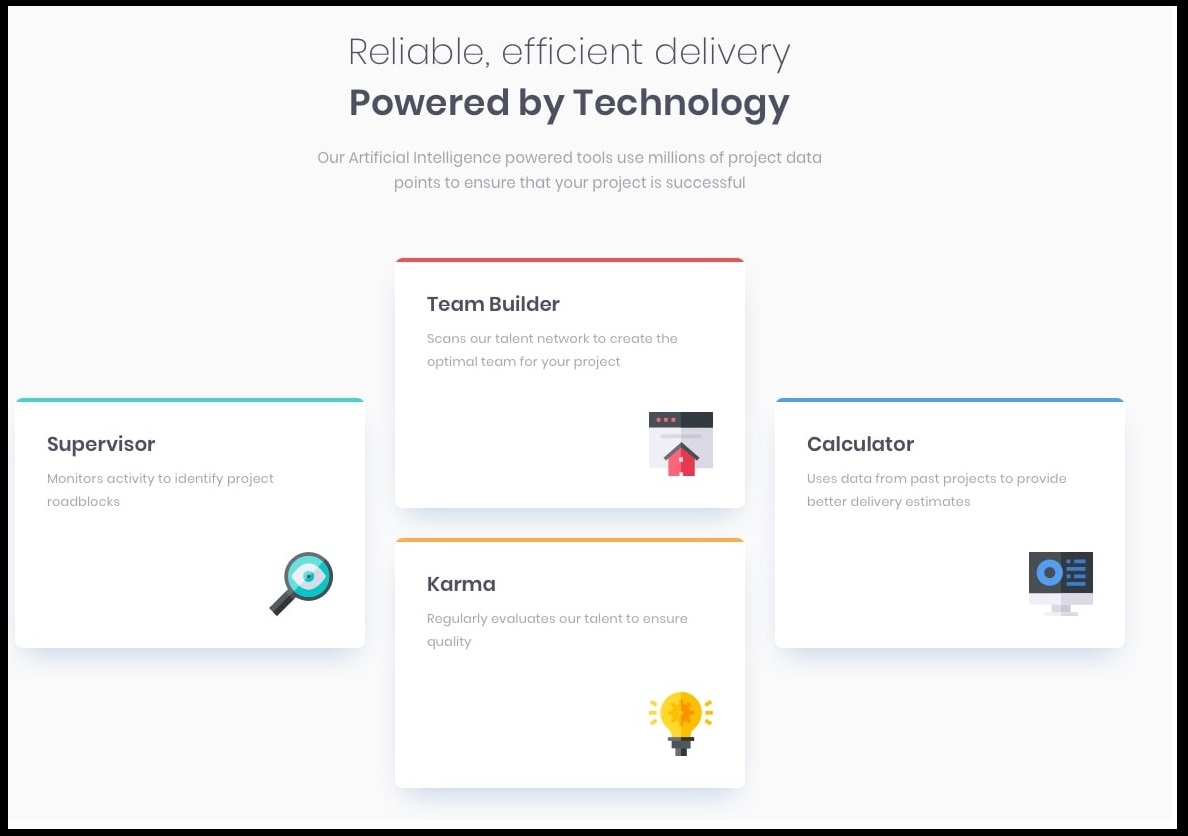 Reliable, efficient delivery
Powered by Technology
Our Artificial Intelligence powered tools use millions of project data
points to ensure that your project is successful
Supervisor
Monitors activity to identify project
roadblocks
Team Builder
Scans our talent network to create the
optimal team for your project
Karma
Regularly evaluates our talent to ensure
quality
Calculator
Uses data from past projects to provide
better delivery estimates